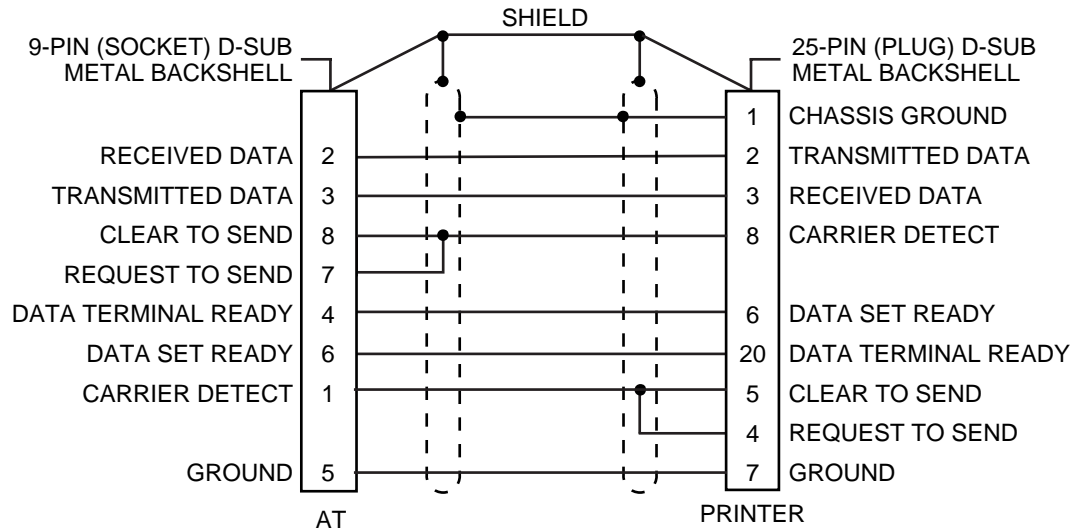 SHIELD
9-PIN (SOCKET) D-SUB
METAL BACKSHELL
25-PIN (PLUG) D-SUB
METAL BACKSHELL
1 CHASSIS GROUND
RECEIVED DATA 2 2 TRANSMITTED DATA
TRANSMITTED DATA 3 3 RECEIVED DATA
CLEAR TO SEND 8 8 CARRIER DETECT
REQUEST TO SEND 7
DATA TERMINAL READY 4 6 DATA SET READY
DATA SET READY 6 20 DATA TERMINAL READY
CARRIER DETECT 1 5 CLEAR TO SEND
4 REQUEST TO SEND
GROUND 5 7 GROUND
AT PRINTER